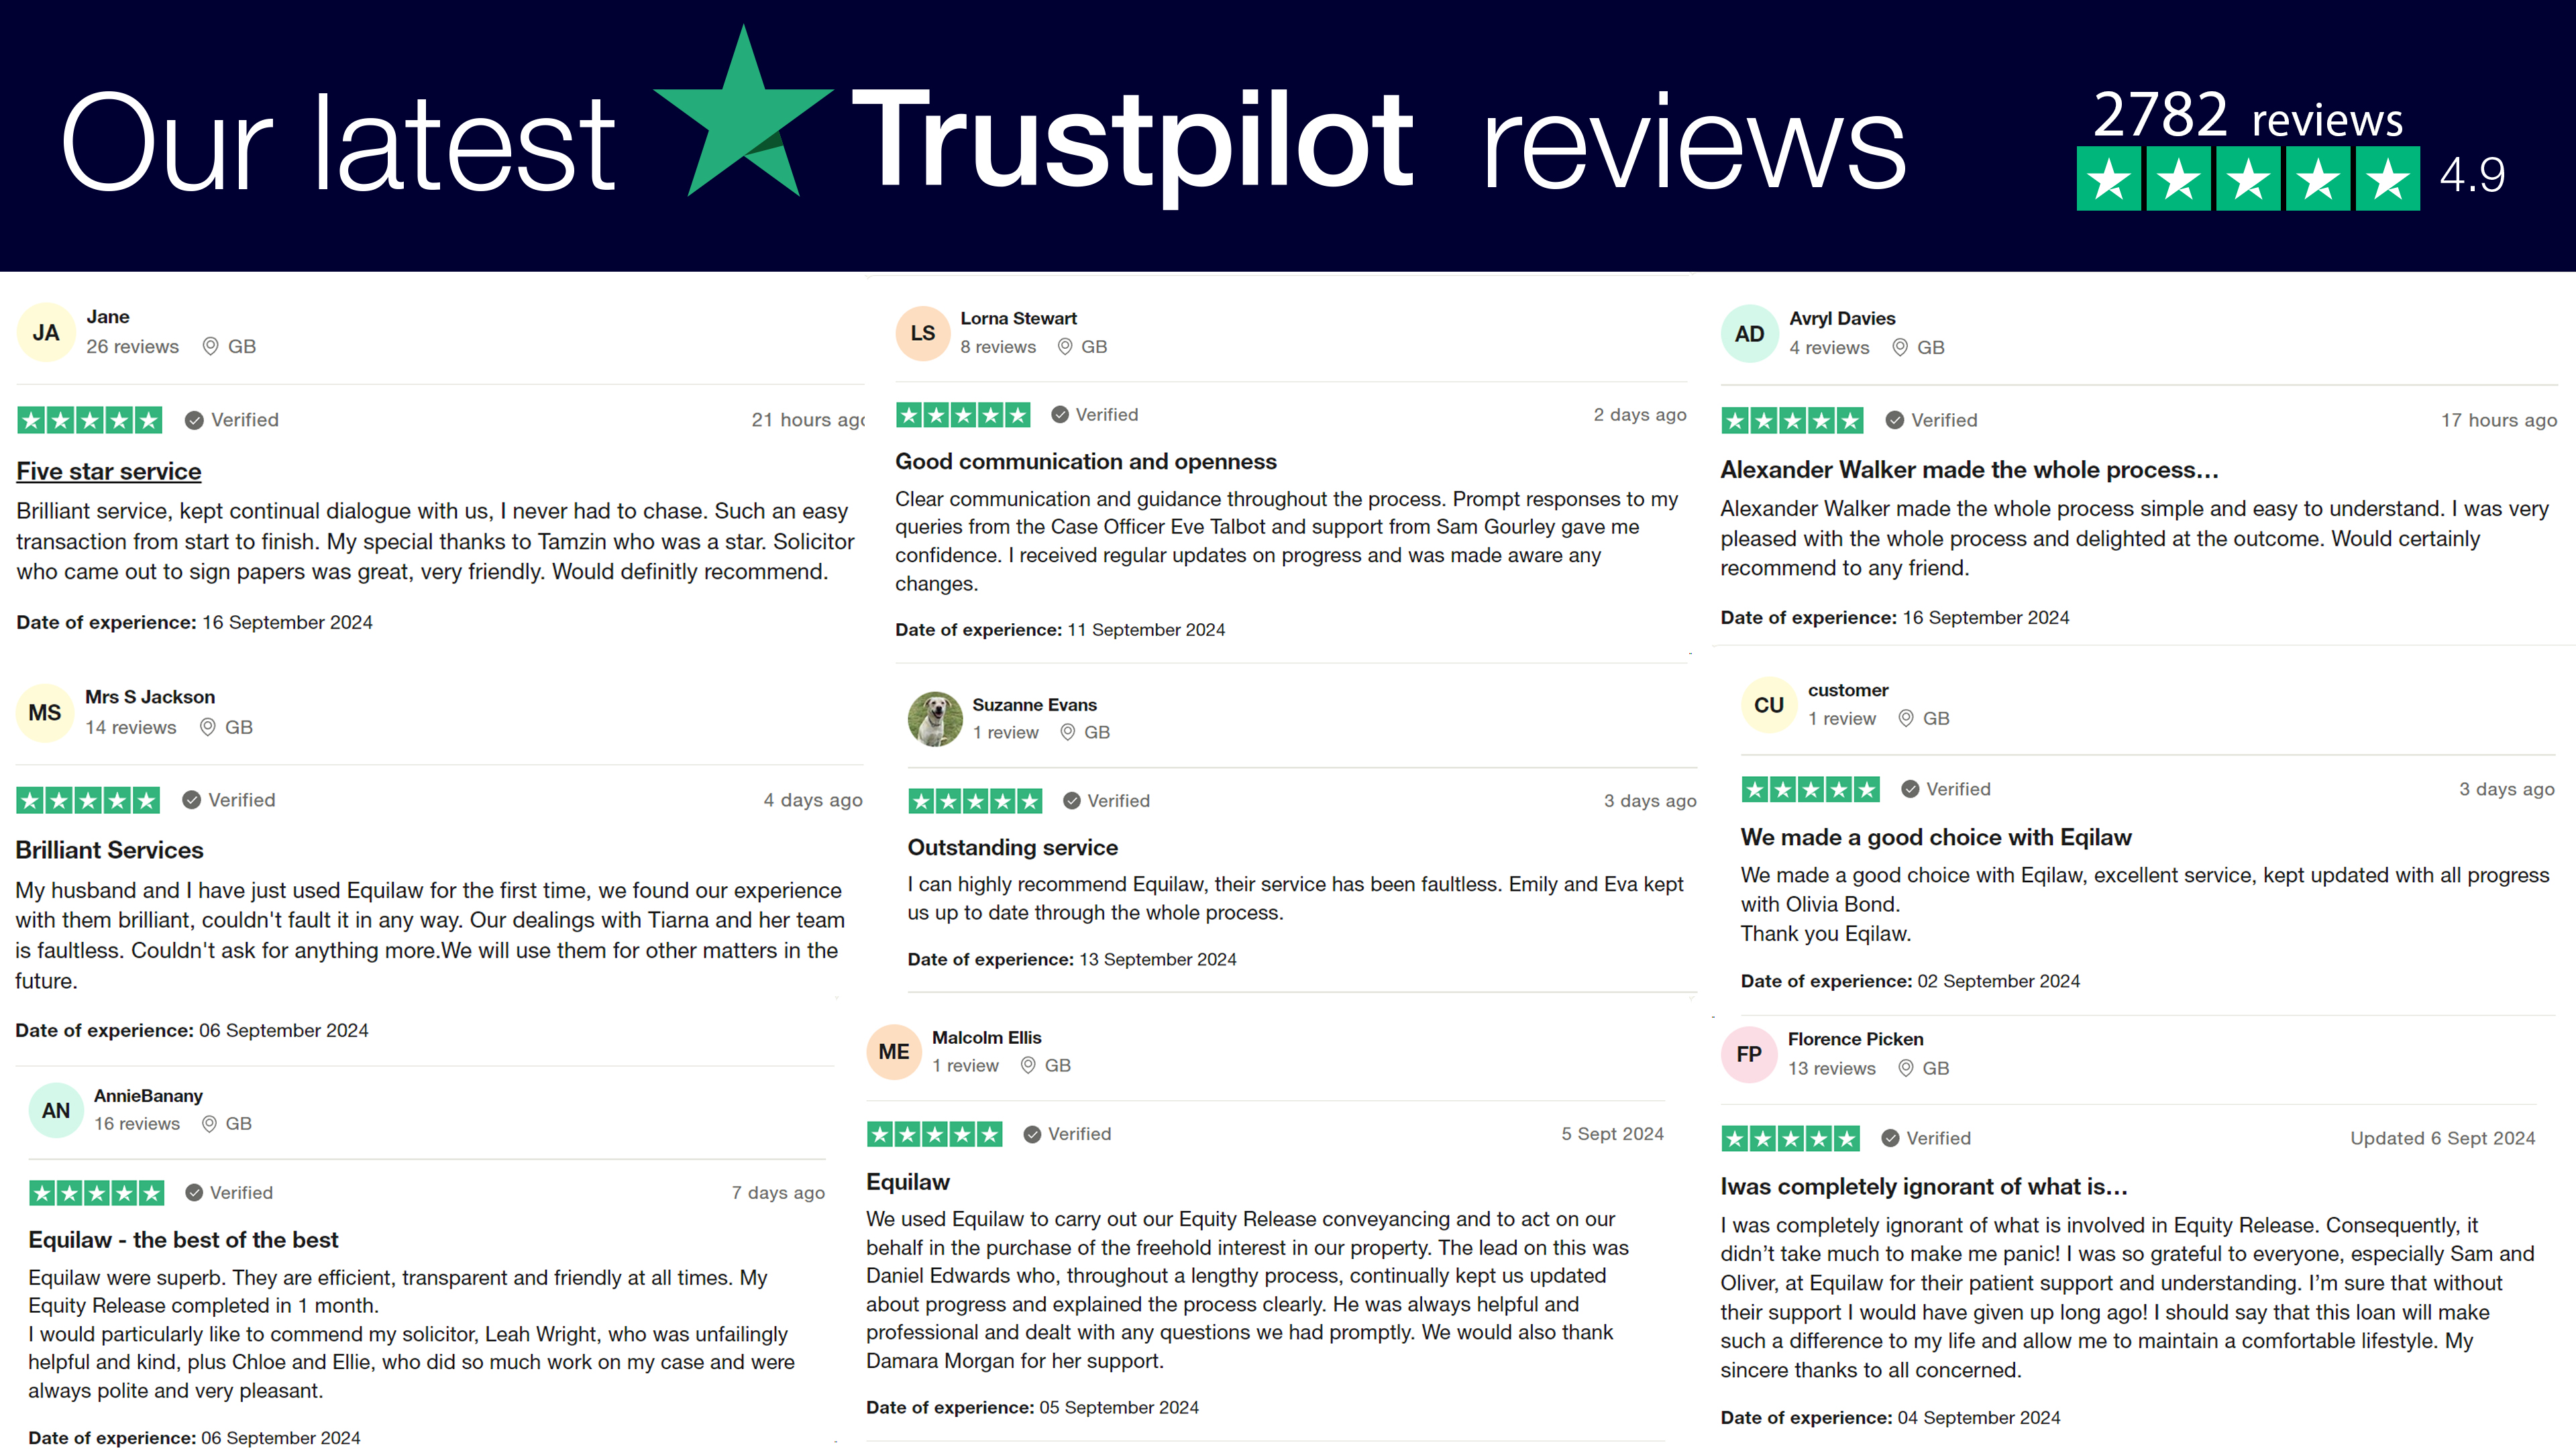 Our latest Trustpilot reviews
2782 reviews
4.9
JA
Jane
26 reviews GB
Verified
21 hours ago
Five star service
Brilliant service, kept continual dialogue with us, I never had to chase. Such an easy
transaction from start to finish. My special thanks to Tamzin who was a star. Solicitor
who came out to sign papers was great, very friendly. Would definitly recommend.
Date of experience: 16 September 2024
MS
Mrs S Jackson
14 reviews GB
Verified
4 days ago
Brilliant Services
My husband and I have just used Equilaw for the first time, we found our experience
with them brilliant, couldn't fault it in any way. Our dealings with Tiarna and her team
is faultless. Couldn't ask for anything more.We will use them for other matters in the
future.
Date of experience: 06 September 2024
AN
AnnieBanany
16 reviews GB
Verified
7 days ago
Equilaw - the best of the best
Equilaw were superb. They are efficient, transparent and friendly at all times. My
Equity Release completed in 1 month.
I would particularly like to commend my solicitor, Leah Wright, who was unfailingly
helpful and kind, plus Chloe and Ellie, who did so much work on my case and were
always polite and very pleasant.
Date of experience: 06 September 2024
LS
Lorna Stewart
8 reviews GB
Verified
2 days ago
Good communication and openness
Clear communication and guidance throughout the process. Prompt responses to my
queries from the Case Officer Eve Talbot and support from Sam Gourley gave me
confidence. I received regular updates on progress and was made aware any
changes.
Date of experience: 11 September 2024
Suzanne Evans
1 review GB
Verified
3 days ago
Outstanding service
I can highly recommend Equilaw, their service has been faultless. Emily and Eva kept
us up to date through the whole process.
Date of experience: 13 September 2024
ME
Malcolm Ellis
1 review GB
Verified
5 Sept 2024
Equilaw
We used Equilaw to carry out our Equity Release conveyancing and to act on our
behalf in the purchase of the freehold interest in our property. The lead on this was
Daniel Edwards who, throughout a lengthy process, continually kept us updated
about progress and explained the process clearly. He was always helpful and
professional and dealt with any questions we had promptly. We would also thank
Damara Morgan for her support.
Date of experience: 05 September 2024
AD
Avryl Davies
4 reviews GB
Verified
17 hours ago
Alexander Walker made the whole process…
Alexander Walker made the whole process simple and easy to understand. I was very
pleased with the whole process and delighted at the outcome. Would certainly
recommend to any friend.
Date of experience: 16 September 2024
CU
customer
1 review GB
Verified
3 days ago
We made a good choice with Eqilaw
We made a good choice with Eqilaw, excellent service, kept updated with all progress
with Olivia Bond.
Thank you Eqilaw.
Date of experience: 02 September 2024
FP
Florence Picken
13 reviews GB
Verified
Updated 6 Sept 2024
Iwas completely ignorant of what is…
I was completely ignorant of what is involved in Equity Release. Consequently, it
didn’t take much to make me panic! I was so grateful to everyone, especially Sam and
Oliver, at Equilaw for their patient support and understanding. I’m sure that without
their support I would have given up long ago! I should say that this loan will make
such a difference to my life and allow me to maintain a comfortable lifestyle. My
sincere thanks to all concerned.
Date of experience: 04 September 2024